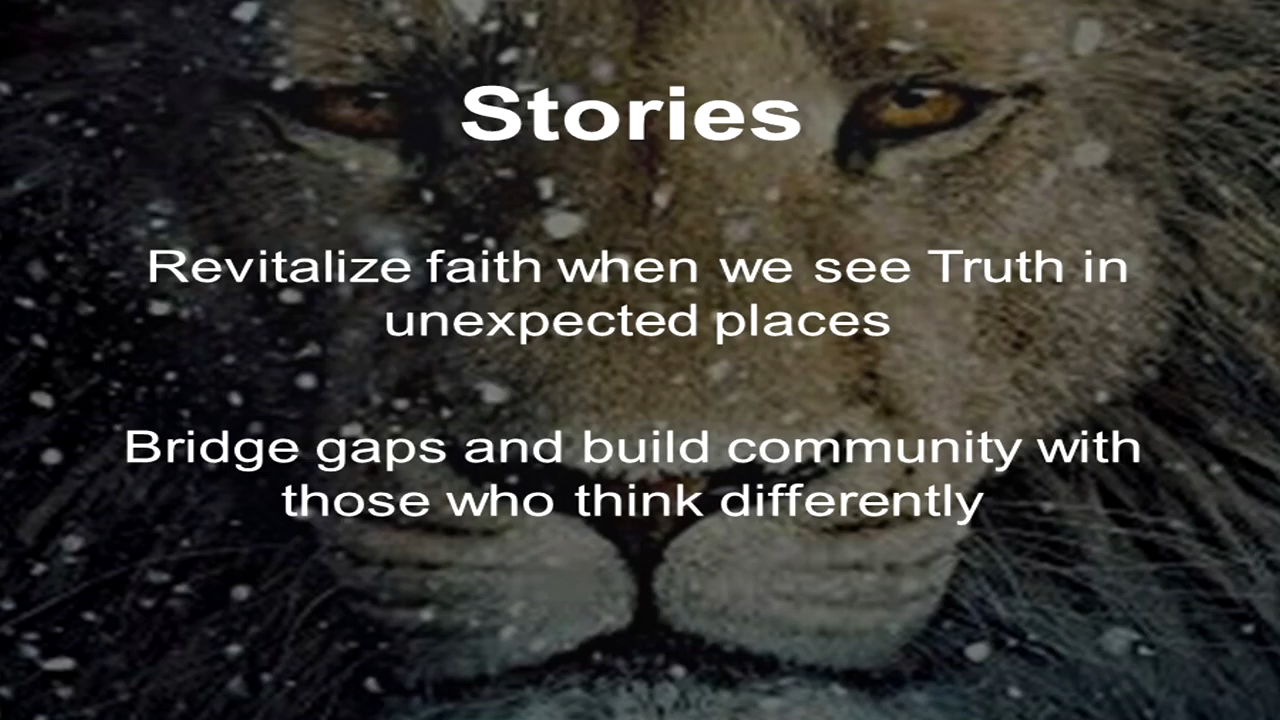 Stories
Revitalize faith when we see Truth in
unexpected places
Bridge gaps and build community with
those who think differently